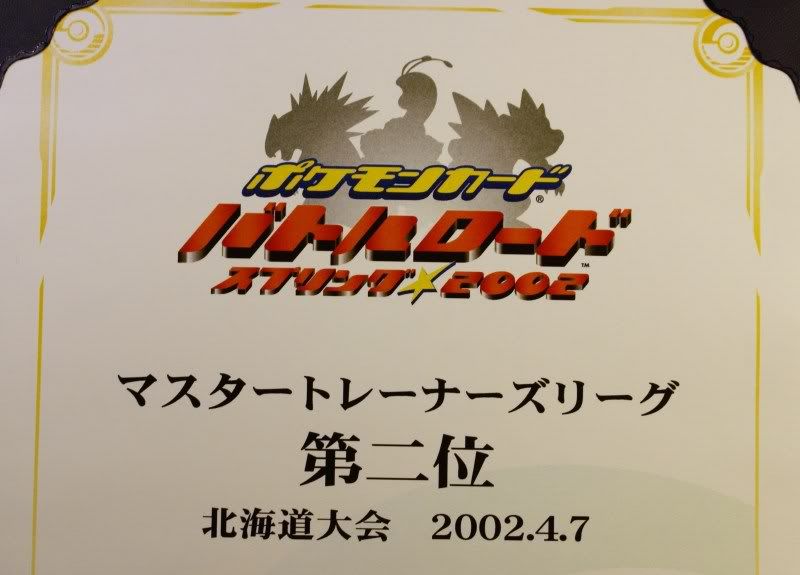 ポケモンカード®
バトルロード™
スプリング★2002
マスタートレーナーズリーグ
第二位
北海道大会 2002.4.7